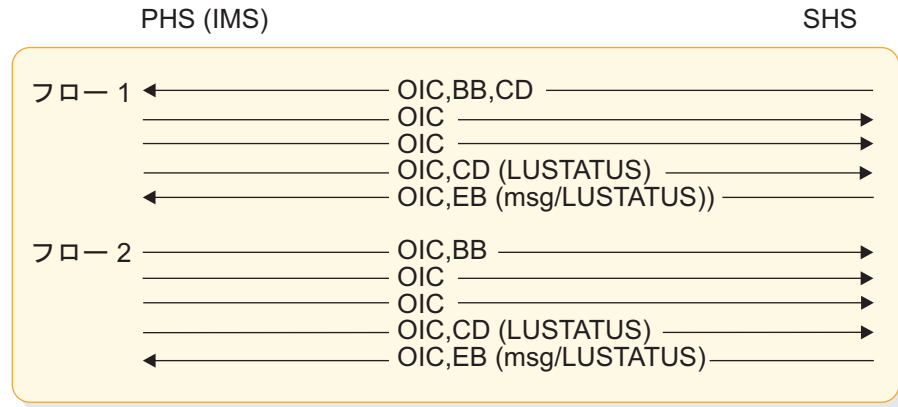 PHS (IMS) SHS
フロー 1 OIC,BB,CD
OIC
OIC
OIC,CD (LUSTATUS)
OIC,EB (msg/LUSTATUS))
フロー 2 OIC,BB
OIC
OIC
OIC,CD (LUSTATUS)
OIC,EB (msg/LUSTATUS)